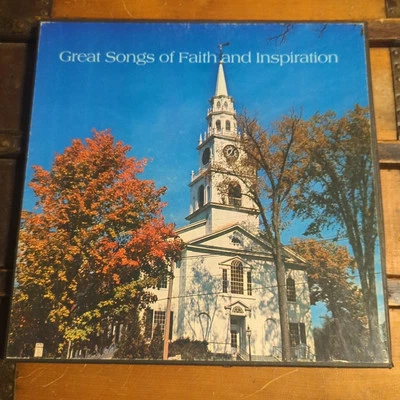 Great Songs of Faith and Inspiration